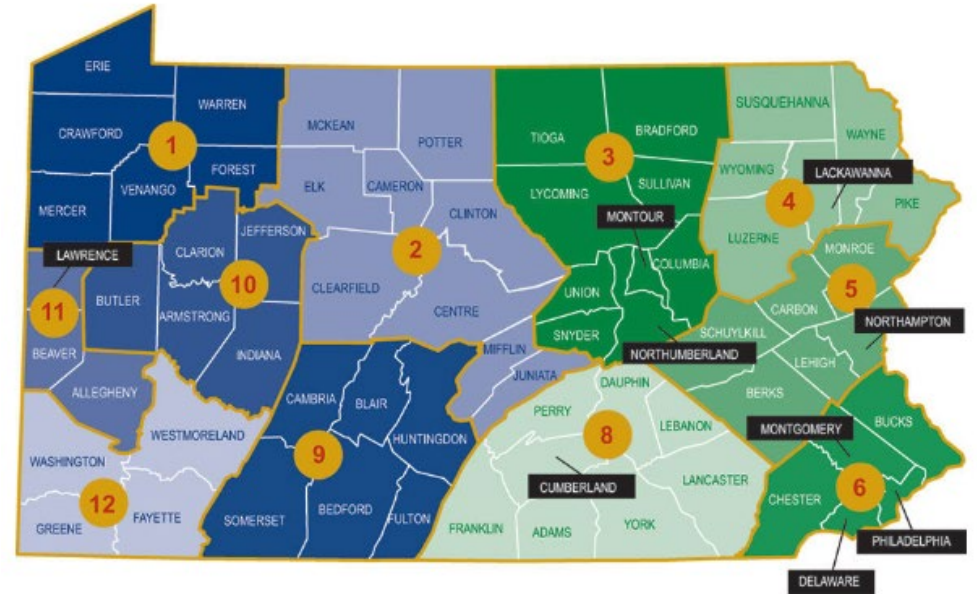 ERIE
WARREN
CRAWFORD
1
FOREST
VENANGO
MERCER
LAWRENCE
11
BEAVER
ALLEGHENY
BUTLER
CLARION
JEFFERSON
10
ARMSTRONG
INDIANA
MCKEAN
POTTER
ELK
CAMERON
CLINTON
2
CLEARFIELD
CENTRE
MIFFLIN
JUNIATA
TIOGA
BRADFORD
3
LYCOMING
SULLIVAN
MONTOUR
COLUMBIA
UNION
SNYDER
NORTHUMBERLAND
SUSQUEHANNA
WAYNE
WYOMING
LACKAWANNA
4
PIKE
LUZERNE
MONROE
5
CARBON
NORTHAMPTON
SCHUYLKILL
LEHIGH
BERKS
WASHINGTON
WESTMORELAND
12
GREENE
FAYETTE
CAMBRIA
BLAIR
HUNTINGDON
9
SOMERSET
BEDFORD
FULTON
DAUPHIN
PERRY
LEBANON
8
CUMBERLAND
LANCASTER
FRANKLIN
ADAMS
YORK
BUCKS
MONTGOMERY
CHESTER
6
PHILADELPHIA
DELAWARE